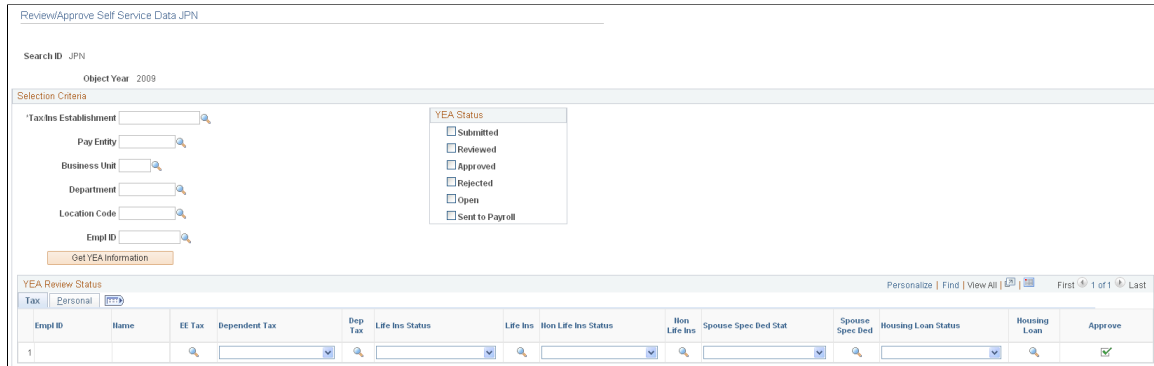 Review/Approve Self Service Data JPN
Search ID JPN
Object Year 2009
Selection Criteria
*Tax/Ins Establishment
Pay Entity
Business Unit
Department
Location Code
Empl ID
Get YEA Information
YEA Status
Submitted
Reviewed
Approved
Rejected
Open
Sent to Payroll
YEA Review Status Personalize | Find | View All | | First 1 of 1 Last
Tax Personal
Empl ID Name EE Tax Dependent Tax Dep Tax Life Ins Status Life Ins Non Life Ins Status Non Life Ins Spouse Spec Ded Stat Spouse Spec Ded Housing Loan Status Housing Loan Approve
1